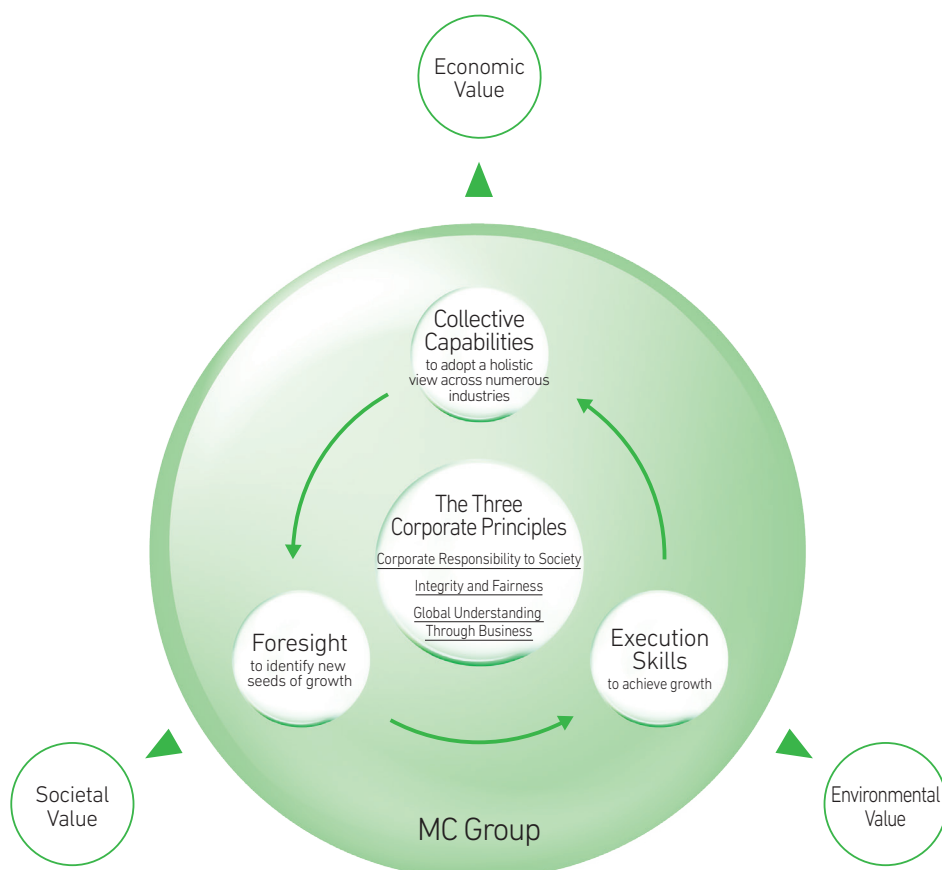 Economic
Value
Collective
Capabilities
to adopt a holistic
view across numerous
industries
The Three
Corporate Principles
Corporate Responsibility to Society
Integrity and Fairness
Global Understanding
Through Business
Foresight
to identify new
seeds of growth
Execution
Skills
to achieve growth
Societal
Value
Environmental
Value
MC Group